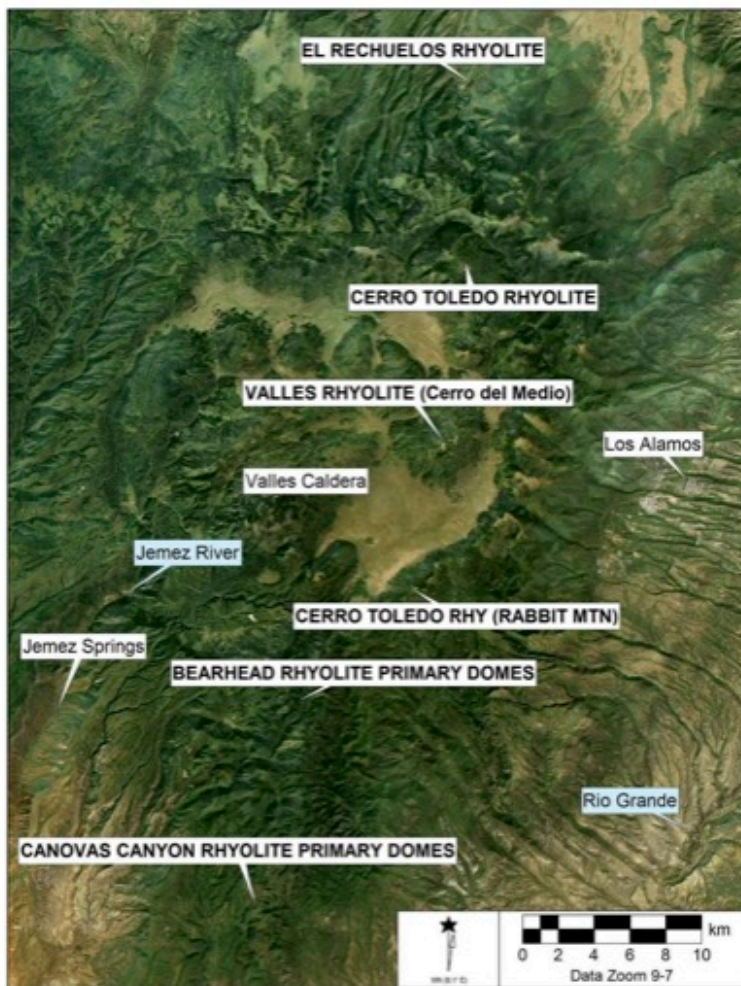 EL RECHUELOS RHYOLITE
CERRO TOLEDO RHYOLITE
VALLES RHYOLITE (Cerro del Medio)
Los Alamos
Valles Caldera
Jemez River
CERRO TOLEDO RHY (RABBIT MTN)
Jemez Springs
BEARHEAD RHYOLITE PRIMARY DOMES
Rio Grande
CANOVAS CANYON RHYOLITE PRIMARY DOMES
km
0 2 4 6 8 10
Data Zoom 9-7